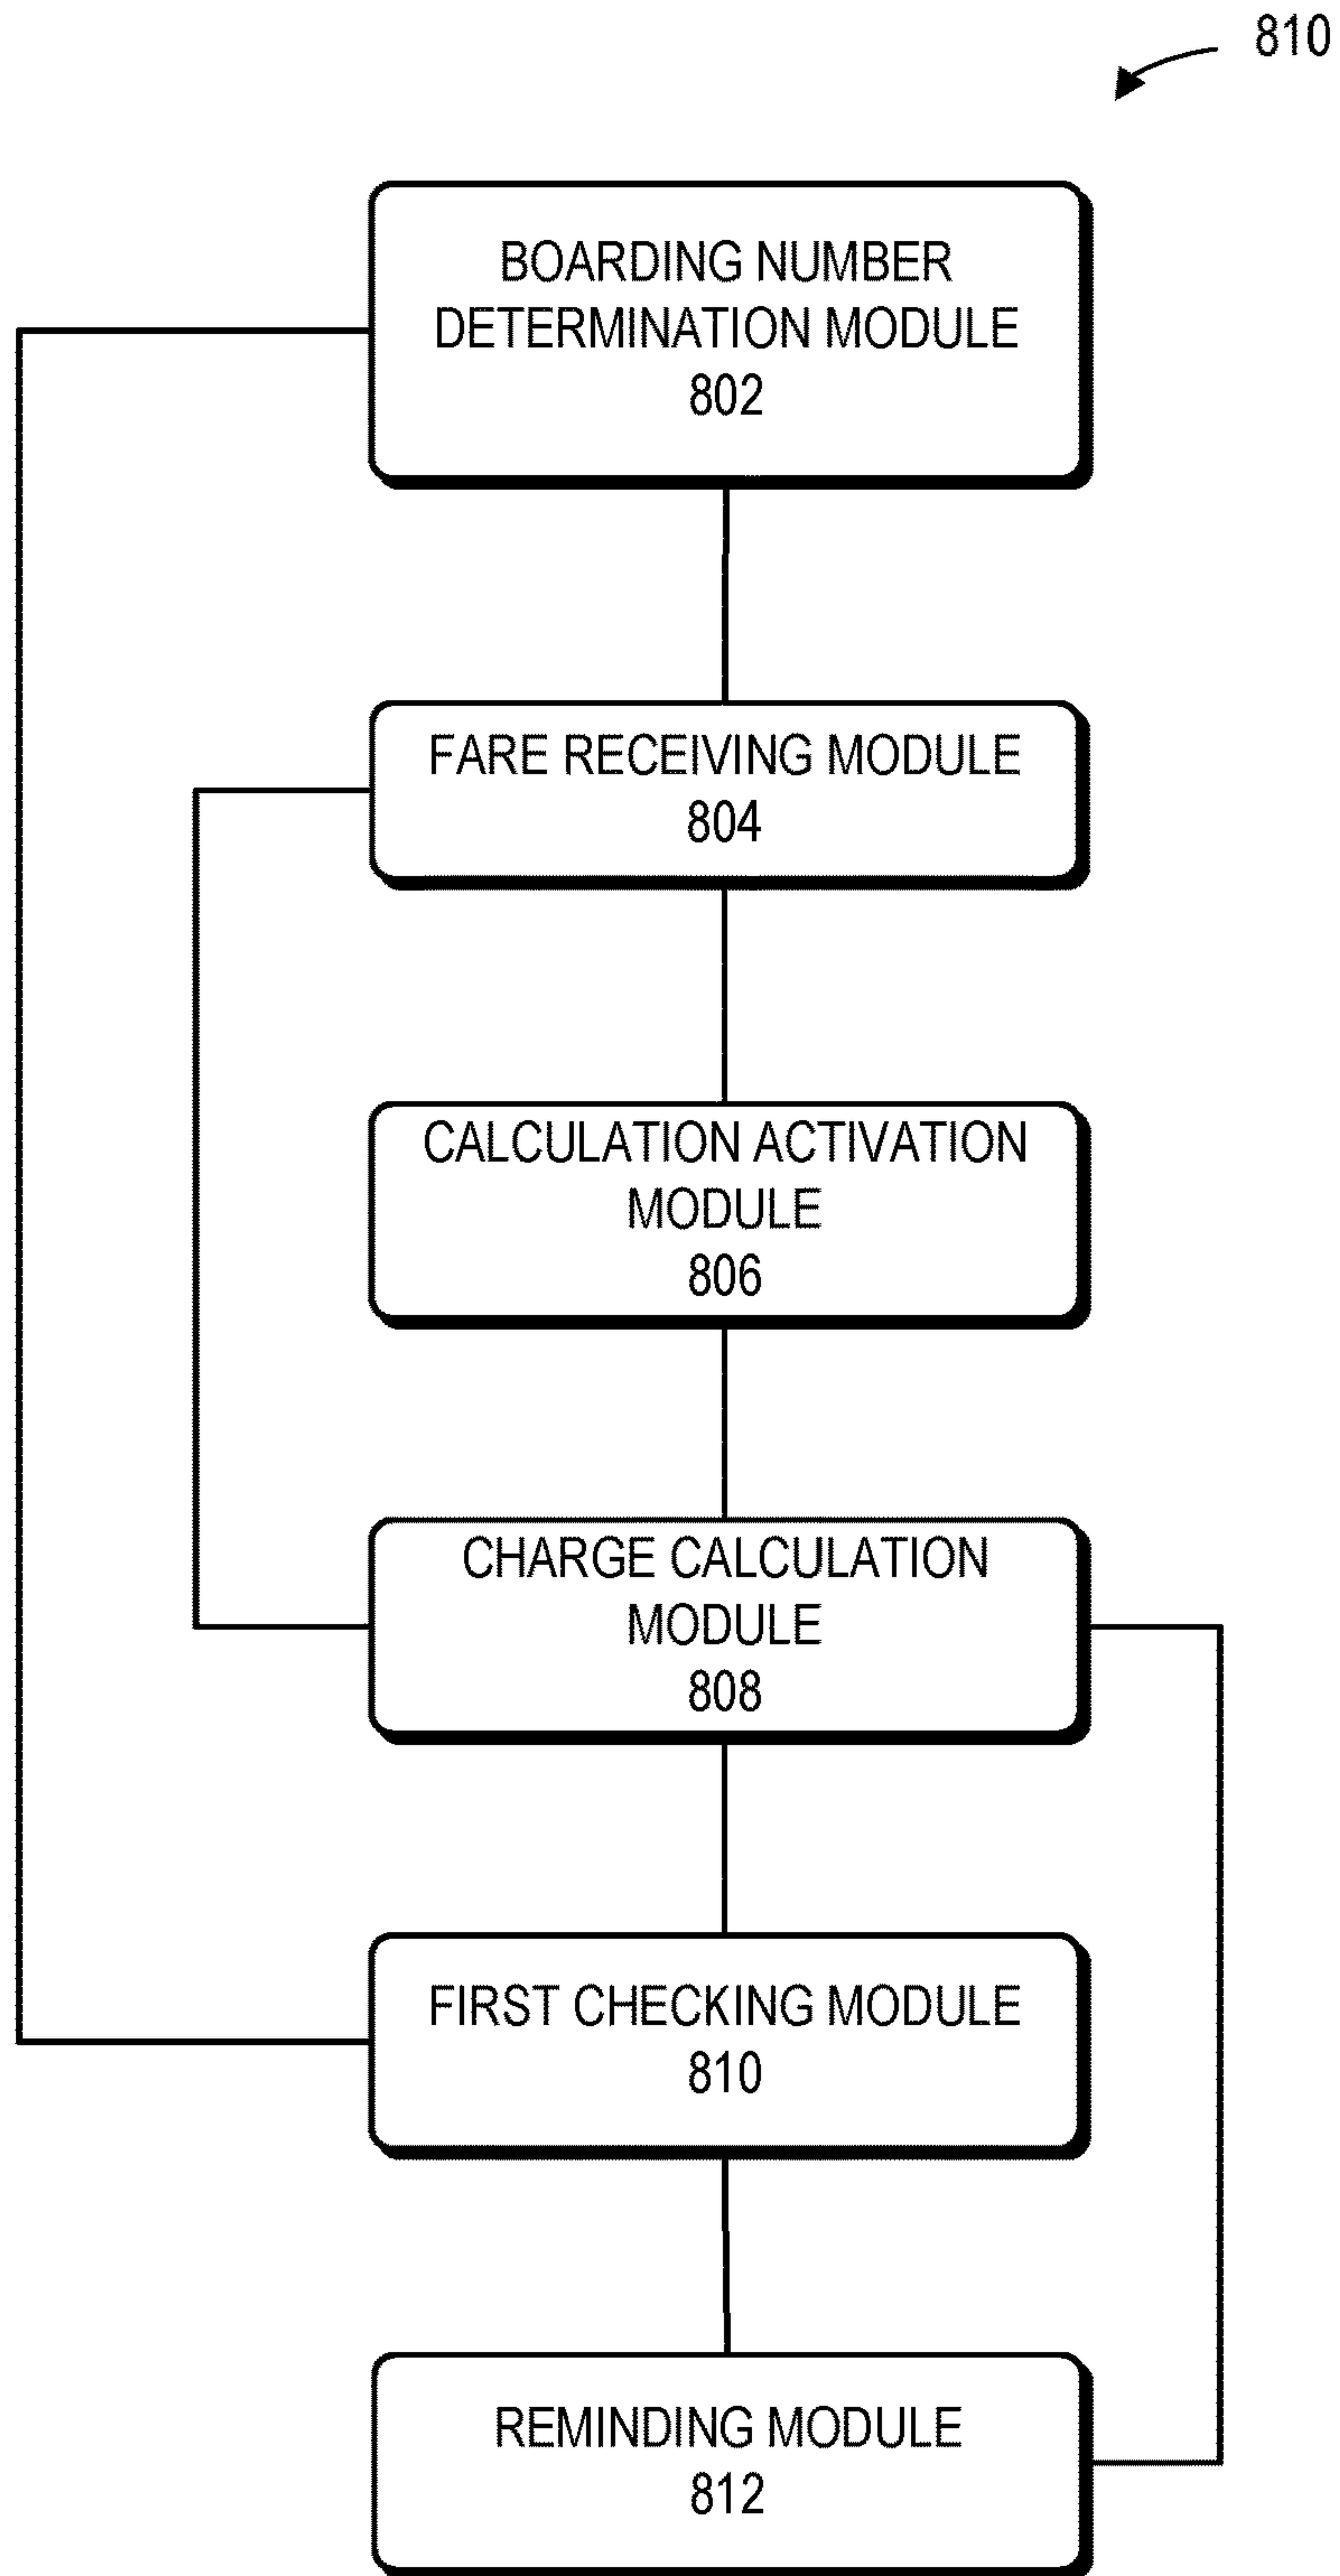 810
BOARDING NUMBER
DETERMINATION MODULE
802
FARE RECEIVING MODULE
804
CALCULATION ACTIVATION
MODULE
806
CHARGE CALCULATION
MODULE
808
FIRST CHECKING MODULE
810
REMINDING MODULE
812